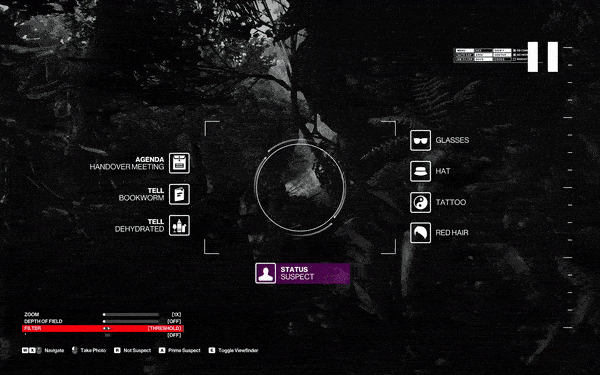 AGENDA
HANDOVER MEETING
TELL
BOOKWORM
TELL
DEHYDRATED
GLASSES
HAT
TATTOO
RED HAIR
STATUS
SUSPECT
ZOOM [1X]
DEPTH OF FIELD [OFF]
FILTER [THRESHOLD]
[OFF]
Navigate Take Photo Not Suspect Prime Suspect Toggle Viewfinder